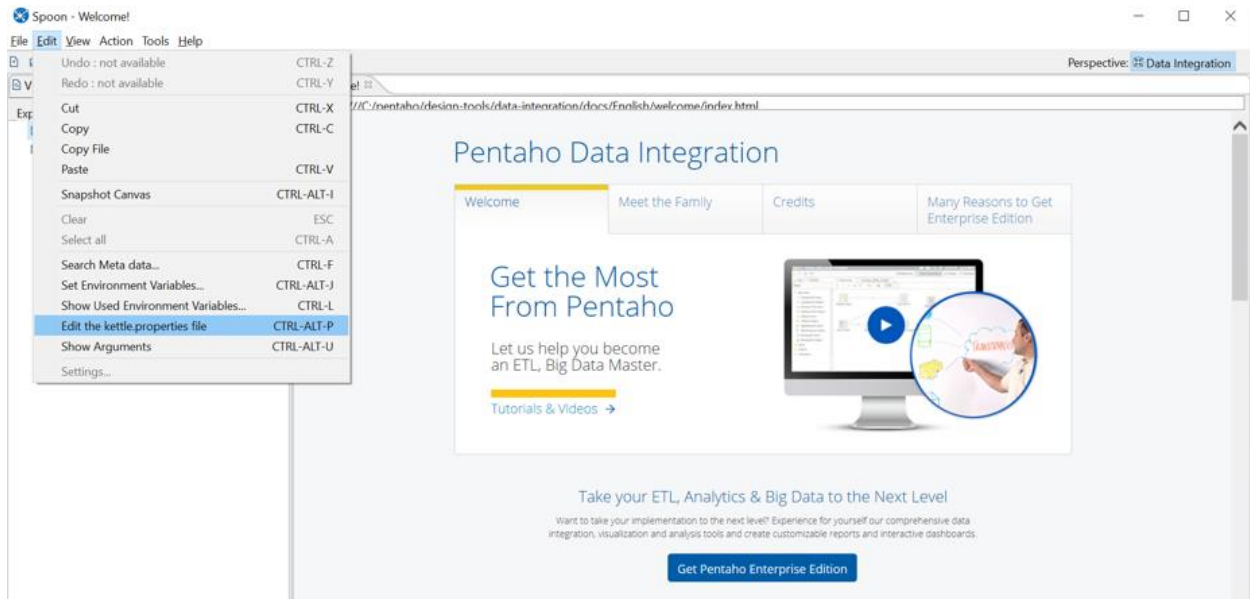 Spoon - Welcome!
File Edit View Action Tools Help
Perspective: Data Integration
Undo : not available CTRL-Z
Redo : not available CTRL-Y
Cut CTRL-X
Copy CTRL-C
Copy File
Paste CTRL-V
Snapshot Canvas CTRL-ALT-I
Clear ESC
Select all CTRL-A
Search Meta data... CTRL-F
Set Environment Variables... CTRL-ALT-J
Show Used Environment Variables... CTRL-L
Edit the kettle.properties file CTRL-ALT-P
Show Arguments CTRL-ALT-U
Settings...
V
e!
Exp
///C:/pentaho/design-tools/data-integration/docs/English/welcome/index.html
Pentaho Data Integration
Welcome
Meet the Family
Credits
Many Reasons to Get
Enterprise Edition
Get the Most
From Pentaho
Let us help you become
an ETL, Big Data Master.
Tutorials & Videos →
Take your ETL, Analytics & Big Data to the Next Level
Want to take your implementation to the next level? Experience for yourself our comprehensive data
integration, visualization and analysis tools and create customizable reports and interactive dashboards.
Get Pentaho Enterprise Edition